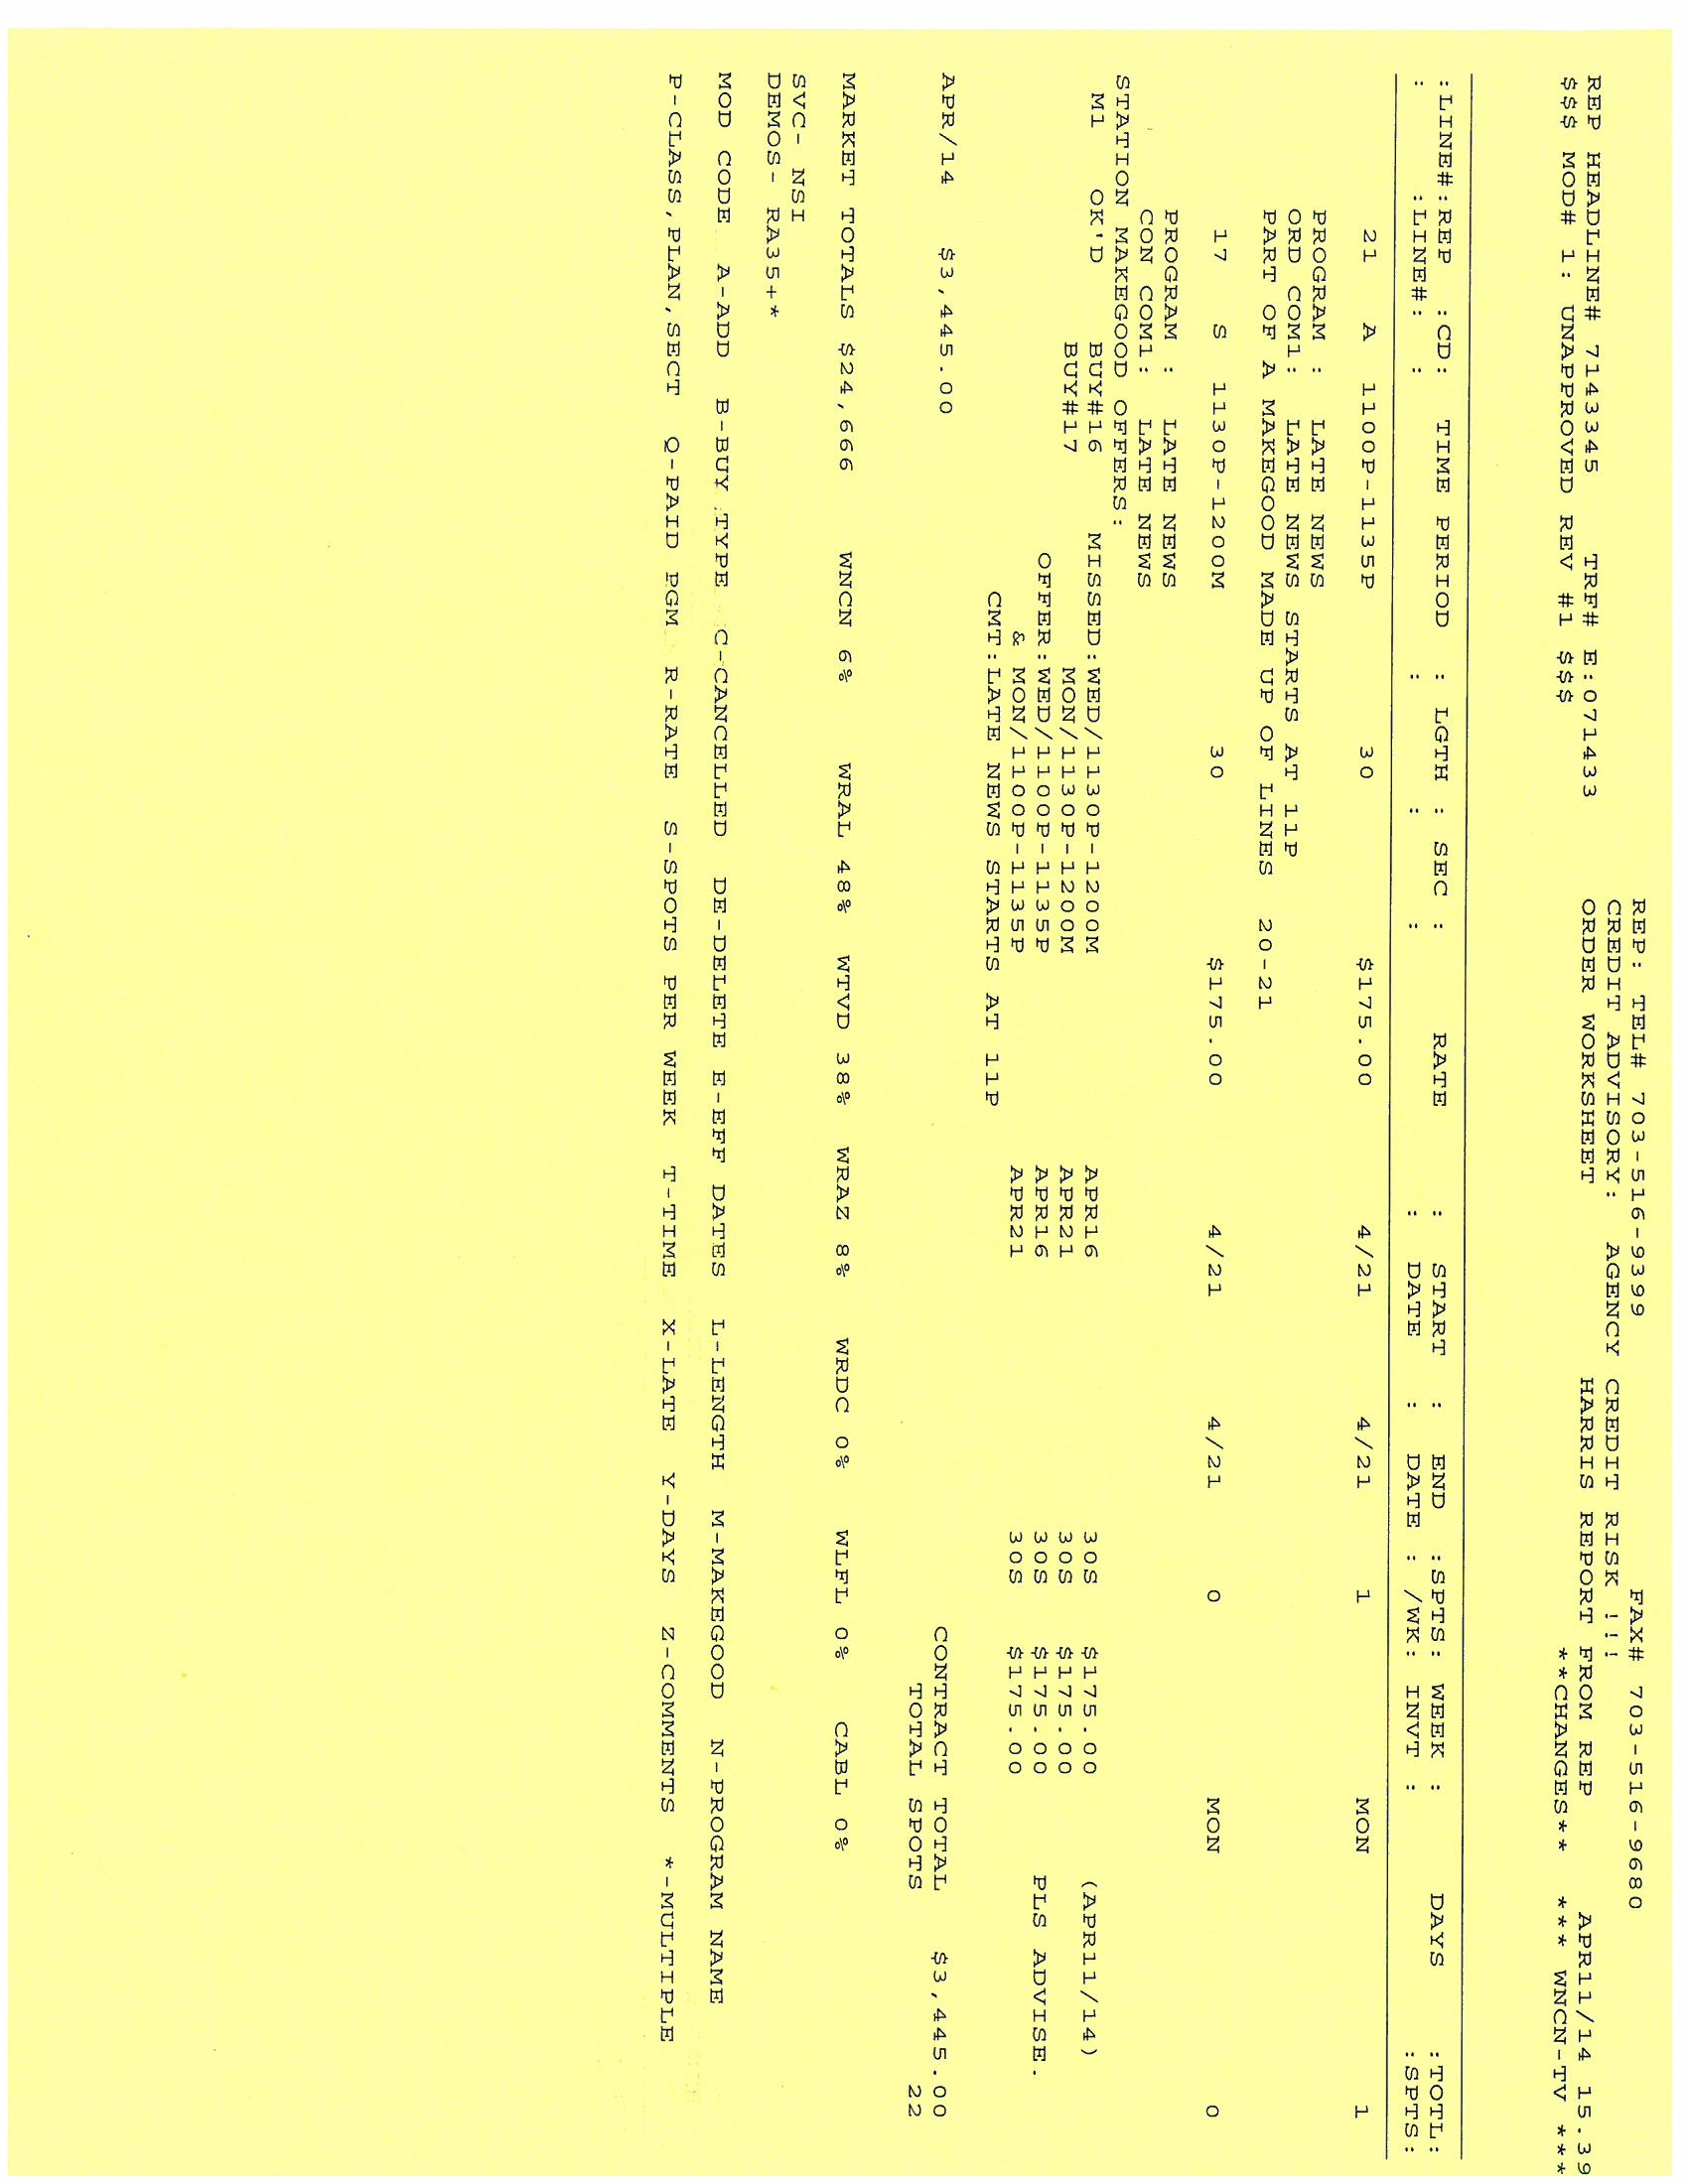 REP: TEL# 703-516-9399 FAX# 703-516-9680
CREDIT ADVISORY: AGENCY CREDIT RISK !!!
REP HEADLINE# 7143345 TRF# E:071433 ORDER WORKSHEET HARRIS REPORT FROM REP APR11/14 15.39
$$$ MOD# 1: UNAPPROVED REV #1 $$$ **CHANGES** *** WNCN-TV ***
:LINE#:REP :CD: TIME PERIOD : LGTH : SEC : RATE : START : END :SPTS: WEEK : DAYS :TOTL:
: :LINE#: : : : : : DATE : DATE : /WK: INVT : :SPTS:
21 A 1100P-1135P 30 $175.00 4/21 4/21 1 MON 1
PROGRAM : LATE NEWS
ORD COM1: LATE NEWS STARTS AT 11P
PART OF A MAKEGOOD MADE UP OF LINES 20-21
17 S 1130P-1200M 30 $175.00 4/21 4/21 0 MON 0
PROGRAM : LATE NEWS
CON COM1: LATE NEWS
STATION MAKEGOOD OFFERS:
M1 OK'D BUY#16 MISSED:WED/1130P-1200M APR16 30S $175.00 (APR11/14)
BUY#17 MON/1130P-1200M APR21 30S $175.00
OFFER:WED/1100P-1135P APR16 30S $175.00 PLS ADVISE.
& MON/1100P-1135P APR21 30S $175.00
CMT:LATE NEWS STARTS AT 11P
APR/14 $3,445.00 CONTRACT TOTAL $3,445.00
TOTAL SPOTS 22
MARKET TOTALS $24,666 WNCN 6% WRAL 48% WTVD 38% WRAZ 8% WRDC 0% WLFL 0% CABL 0%
SVC- NSI
DEMOS- RA35+*
MOD CODE A-ADD B-BUY TYPE C-CANCELLED DE-DELETE E-EFF DATES L-LENGTH M-MAKEGOOD N-PROGRAM NAME
P-CLASS,PLAN,SECT Q-PAID PGM R-RATE S-SPOTS PER WEEK T-TIME X-LATE Y-DAYS Z-COMMENTS *-MULTIPLE